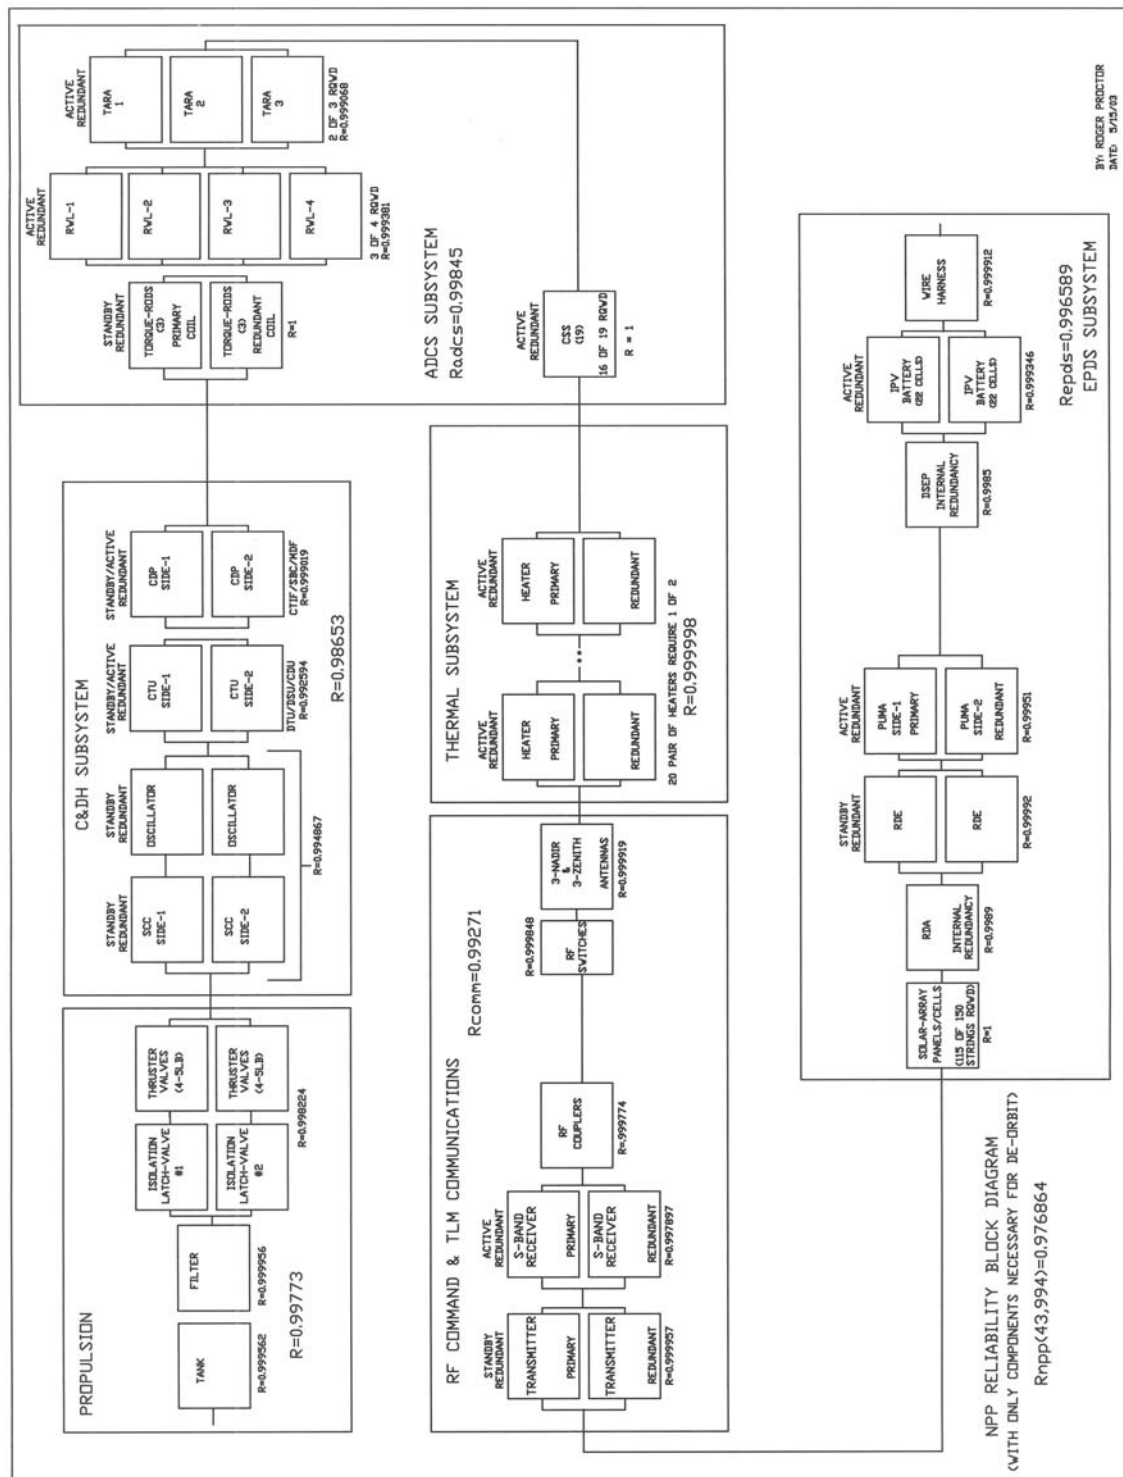 PROPULSION
TANK
R=0.999562
FILTER
R=0.999956
ISOLATION
LATCH-VALVE
#1
ISOLATION
LATCH-VALVE
#2
THRUSTER
VALVES
(4-5LB)
THRUSTER
VALVES
(4-5LB)
R=0.998224
R=0.99773
C&DH SUBSYSTEM
STANDBY
REDUNDANT
SCC
SIDE-1
SCC
SIDE-2
STANDBY
REDUNDANT
OSCILLATOR
OSCILLATOR
R=0.994867
STANDBY/ACTIVE
REDUNDANT
CTU
SIDE-1
CTU
SIDE-2
DTU/DSU/CDU
R=0.992594
STANDBY/ACTIVE
REDUNDANT
CDP
SIDE-1
CDP
SIDE-2
CTIF/SBC/MDF
R=0.999019
R=0.98653
STANDBY
REDUNDANT
TORQUE-RODS
(3)
PRIMARY
COIL
TORQUE-RODS
(3)
REDUNDANT
COIL
R=1
ACTIVE
REDUNDANT
RWL-1
RWL-2
RWL-3
RWL-4
3 OF 4 RQWD
R=0.999381
ACTIVE
REDUNDANT
TARA
1
TARA
2
TARA
3
2 OF 3 RQWD
R=0.999068
ADCS SUBSYSTEM
Radcs=0.99845
ACTIVE
REDUNDANT
CSS
(19)
16 OF 19 RQWD
R = 1
RF COMMAND & TLM COMMUNICATIONS
Rcomm=0.99271
STANDBY
REDUNDANT
TRANSMITTER
PRIMARY
TRANSMITTER
REDUNDANT
R=0.999957
ACTIVE
REDUNDANT
S-BAND
RECEIVER
PRIMARY
S-BAND
RECEIVER
REDUNDANT
R=0.997897
RF
COUPLERS
R=.999774
R=0.999848
RF
SWITCHES
3-NADIR
&
3-ZENITH
ANTENNAS
R=0.999919
THERMAL SUBSYSTEM
ACTIVE
REDUNDANT
HEATER
PRIMARY
REDUNDANT
ACTIVE
REDUNDANT
HEATER
PRIMARY
REDUNDANT
20 PAIR OF HEATERS REQUIRE 1 OF 2
R=0.999998
SOLAR-ARRAY
PANELS/CELLS
(115 OF 150
STRINGS RQWD)
R=1
RDA
INTERNAL
REDUNDANCY
R=0.9989
STANDBY
REDUNDANT
RDE
RDE
R=0.99992
ACTIVE
REDUNDANT
PUMA
SIDE-1
PRIMARY
PUMA
SIDE-2
REDUNDANT
R=0.99951
DSEP
INTERNAL
REDUNDANCY
R=0.9985
ACTIVE
REDUNDANT
IPV
BATTERY
(22 CELLS)
IPV
BATTERY
(22 CELLS)
R=0.999346
WIRE
HARNESS
R=0.999912
Repds=0.996589
EPDS SUBSYSTEM
NPP RELIABILITY BLOCK DIAGRAM
(WITH ONLY COMPONENTS NECESSARY FOR DE-ORBIT)
Rnpp(43,994)=0.976864
BY: ROGER PROCTOR
DATE: 5/15/03